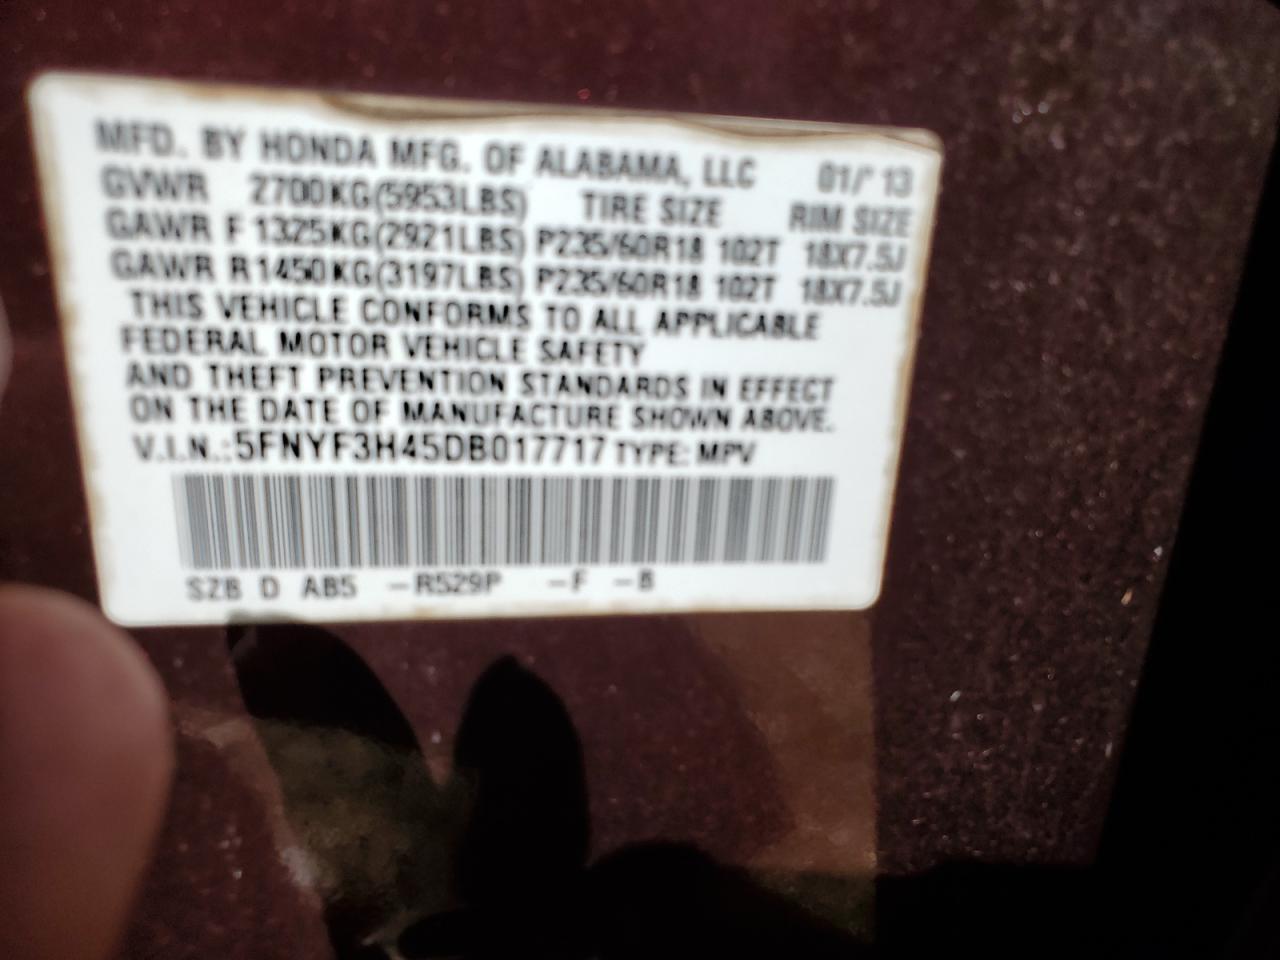 MFD. BY HONDA MFG. OF ALABAMA, LLC 01/'13
GVWR 2700KG(5953LBS) TIRE SIZE RIM SIZE
GAWR F 1325KG(2921LBS) P235/60R18 102T 18X7.5J
GAWR R1450KG(3197LBS) P235/60R18 102T 18X7.5J
THIS VEHICLE CONFORMS TO ALL APPLICABLE
FEDERAL MOTOR VEHICLE SAFETY
AND THEFT PREVENTION STANDARDS IN EFFECT
ON THE DATE OF MANUFACTURE SHOWN ABOVE.
V.I.N.:5FNYF3H45DB017717 TYPE: MPV
SZB D AB5 -R529P -F -B